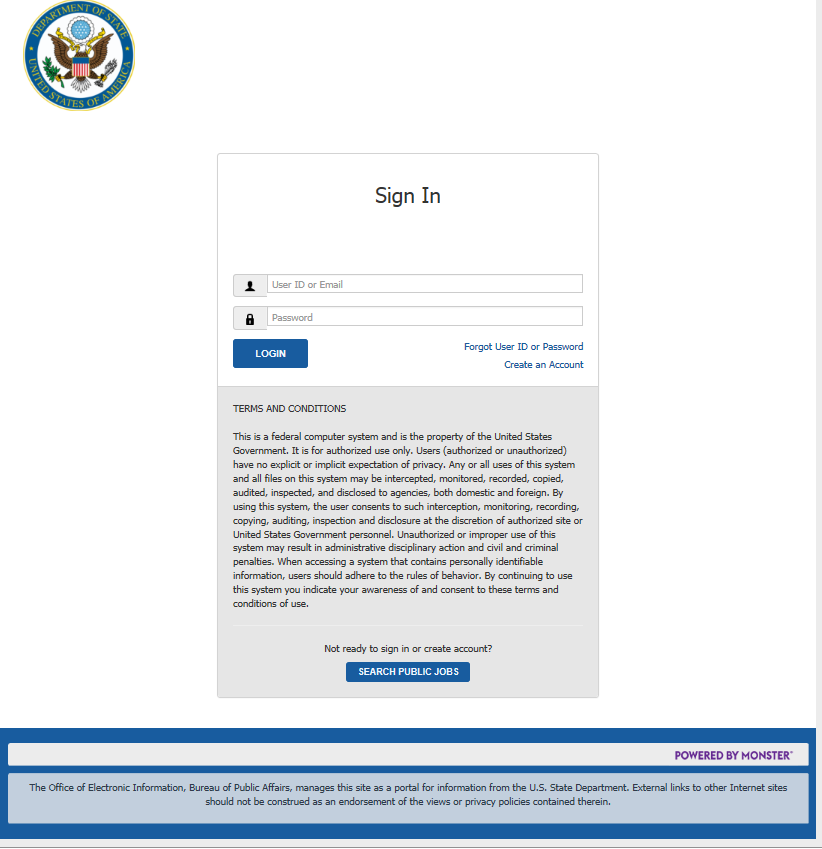 DEPARTMENT OF STATE
UNITED STATES OF AMERICA
Sign In
User ID or Email
Password
LOGIN
Forgot User ID or Password
Create an Account
TERMS AND CONDITIONS
This is a federal computer system and is the property of the United States
Government. It is for authorized use only. Users (authorized or unauthorized)
have no explicit or implicit expectation of privacy. Any or all uses of this system
and all files on this system may be intercepted, monitored, recorded, copied,
audited, inspected, and disclosed to agencies, both domestic and foreign. By
using this system, the user consents to such interception, monitoring, recording,
copying, auditing, inspection and disclosure at the discretion of authorized site or
United States Government personnel. Unauthorized or improper use of this
system may result in administrative disciplinary action and civil and criminal
penalties. When accessing a system that contains personally identifiable
information, users should adhere to the rules of behavior. By continuing to use
this system you indicate your awareness of and consent to these terms and
conditions of use.
Not ready to sign in or create account?
SEARCH PUBLIC JOBS
POWERED BY MONSTER
The Office of Electronic Information, Bureau of Public Affairs, manages this site as a portal for information from the U.S. State Department. External links to other Internet sites
should not be construed as an endorsement of the views or privacy policies contained therein.